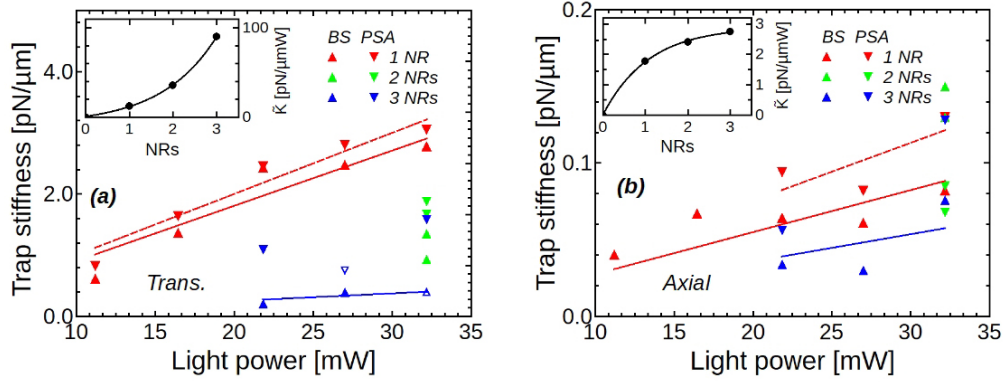 4.0
2.0
0.0
Trap stiffness [pN/µm]
10 15 20 25 30 35
Light power [mW]
(a)
Trans.
100
0
K̃ [pN/µmW]
0 1 2 3
NRs
BS PSA
1 NR
2 NRs
3 NRs
0.2
0.1
0.0
Trap stiffness [pN/µm]
10 15 20 25 30 35
Light power [mW]
(b)
Axial
3
2
1
0
K̃ [pN/µmW]
0 1 2 3
NRs
BS PSA
1 NR
2 NRs
3 NRs